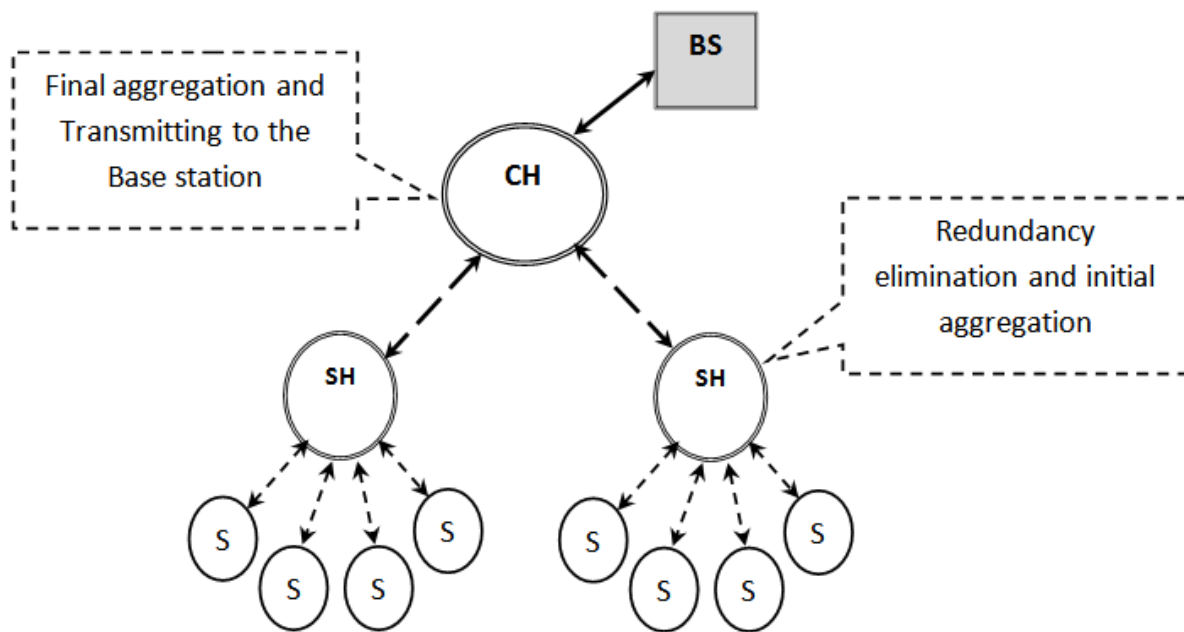 BS
Final aggregation and
Transmitting to the
Base station
CH
Redundancy
elimination and initial
aggregation
SH
SH
S
S
S
S
S
S
S
S